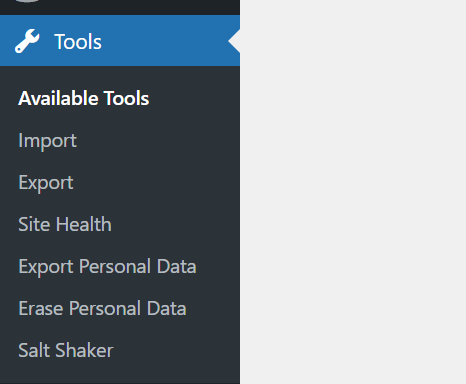 Tools
Available Tools
Import
Export
Site Health
Export Personal Data
Erase Personal Data
Salt Shaker